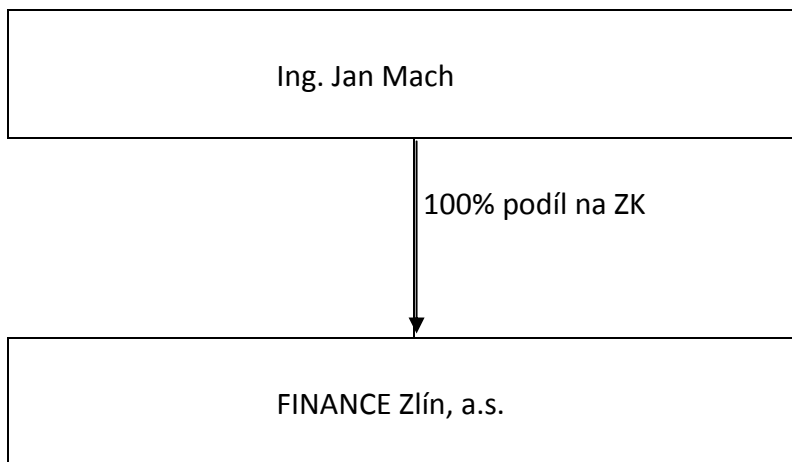 Ing. Jan Mach
100% podíl na ZK
FINANCE Zlín, a.s.